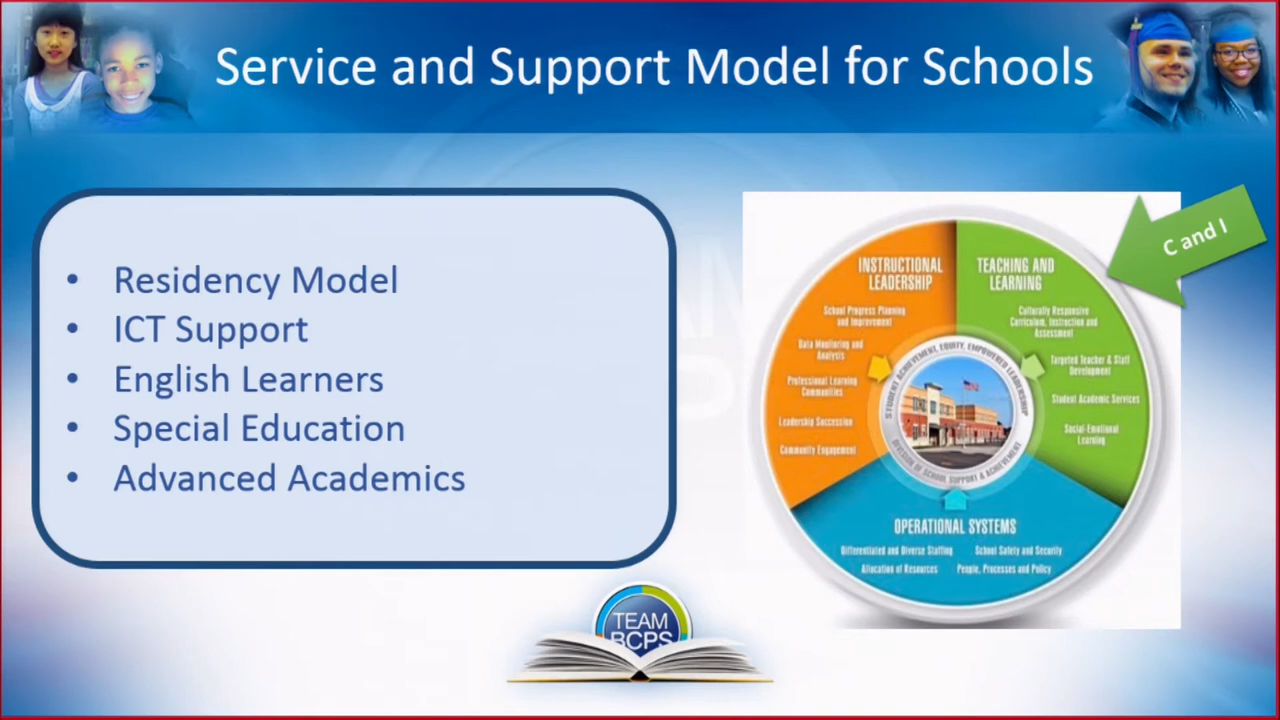 Service and Support Model for Schools
• Residency Model
• ICT Support
• English Learners
• Special Education
• Advanced Academics
C and I
INSTRUCTIONAL
LEADERSHIP
School Progress Planning
and Improvement
Data Monitoring and
Analysis
Professional Learning
Communities
Leadership Succession
Community Engagement
TEACHING AND
LEARNING
Culturally Responsive
Curriculum, Instruction and
Assessment
Targeted Teacher & Staff
Development
Student Academic Services
Social-Emotional
Learning
STUDENT ACHIEVEMENT, EQUITY, EMPOWERED LEADERSHIP
DIVISION OF SCHOOL SUPPORT & ACHIEVEMENT
OPERATIONAL SYSTEMS
Differentiated and Diverse Staffing
School Safety and Security
Allocation of Resources
People, Processes and Policy
TEAM
BCPS